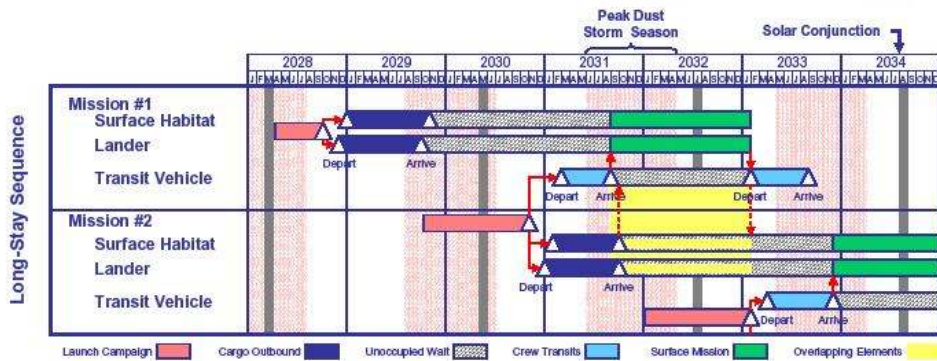 Peak Dust
Storm Season
Solar Conjunction
2028 2029 2030 2031 2032 2033 2034
J F M A M J J A S O N D J F M A M J J A S O N D J F M A M J J A S O N D J F M A M J J A S O N D J F M A M J J A S O N D J F M A M J J A S O N D J F M A M J J A S O N D
Long-Stay Sequence
Mission #1
Surface Habitat
Lander
Depart Arrive
Transit Vehicle
Depart Arrive Depart Arrive
Mission #2
Surface Habitat
Lander
Depart Arrive
Transit Vehicle
Depart Arrive
Launch Campaign Cargo Outbound Unoccupied Wait Crew Transits Surface Mission Overlapping Elements